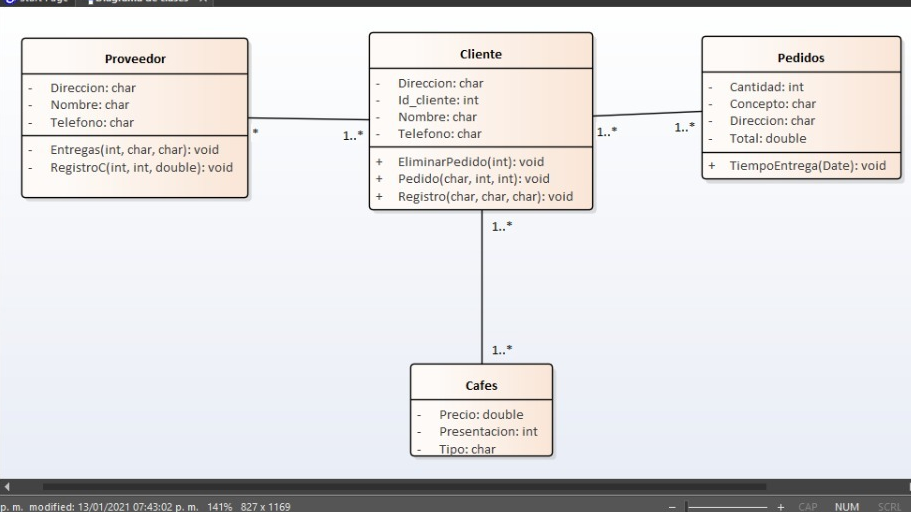 Start Page
Diagrama de clases
Proveedor
- Direccion: char
- Nombre: char
- Telefono: char
- Entregas(int, char, char): void
- RegistroC(int, int, double): void
* 1..*
Cliente
- Direccion: char
- Id_cliente: int
- Nombre: char
- Telefono: char
+ EliminarPedido(int): void
+ Pedido(char, int, int): void
+ Registro(char, char, char): void
1..* 1..*
Pedidos
- Cantidad: int
- Concepto: char
- Direccion: char
- Total: double
+ TiempoEntrega(Date): void
1..*
1..*
Cafes
- Precio: double
- Presentacion: int
- Tipo: char
p. m. modified: 13/01/2021 07:43:02 p. m. 141% 827 x 1169
CAP NUM SCRL